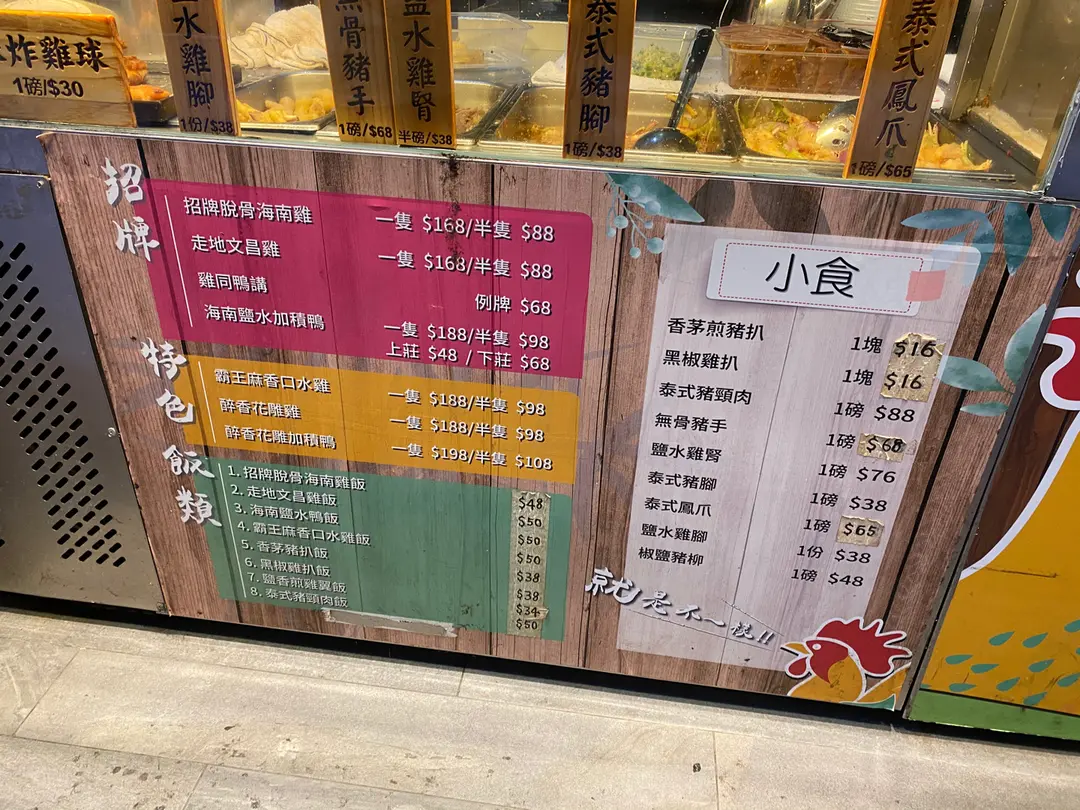 炸雞球
1磅/$30
水雞腳
1份/$38
骨豬手
1磅/$68
鹽水雞腎
半磅/$38
泰式豬腳
1磅/$38
泰式鳳爪
1磅/$65
招牌
招牌脫骨海南雞 一隻 $168/半隻 $88
走地文昌雞 一隻 $168/半隻 $88
雞同鴨講 例牌 $68
海南鹽水加積鴨 一隻 $188/半隻 $98
上莊 $48 / 下莊 $68
特色飯類
霸王麻香口水雞 一隻 $188/半隻 $98
醉香花雕雞 一隻 $188/半隻 $98
醉香花雕加積鴨 一隻 $198/半隻 $108
1. 招牌脫骨海南雞飯 $48
2. 走地文昌雞飯 $50
3. 海南鹽水鴨飯 $50
4. 霸王麻香口水雞飯 $50
5. 香茅豬扒飯 $38
6. 黑椒雞扒飯 $38
7. 鹽香煎雞翼飯 $34
8. 泰式豬頸肉飯 $50
小食
香茅煎豬扒 1塊 $16
黑椒雞扒 1塊 $16
泰式豬頸肉 1磅 $88
無骨豬手 1磅 $68
鹽水雞腎 1磅 $76
泰式豬腳 1磅 $38
泰式鳳爪 1磅 $65
鹽水雞腳 1份 $38
椒鹽豬柳 1磅 $48
就是不一樣!!